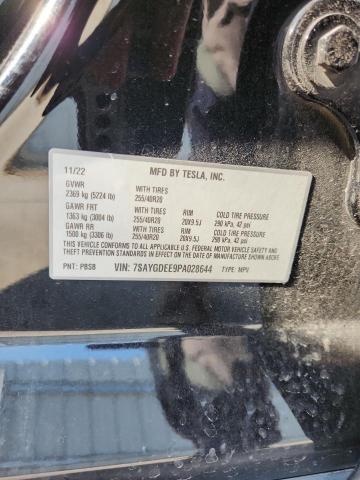 11/22 MFD BY TESLA, INC.
GVWR
2369 kg (5224 lb) WITH TIRES 255/40R20
GAWR FRT WITH TIRES RIM COLD TIRE PRESSURE
1363 kg (3004 lb) 255/40R20 20X9.5J 290 kPa, 42 psi
GAWR RR WITH TIRES RIM COLD TIRE PRESSURE
1500 kg (3306 lb) 255/40R20 20X9.5J 290 kPa, 42 psi
THIS VEHICLE CONFORMS TO ALL APPLICABLE FEDERAL MOTOR VEHICLE SAFETY
AND THEFT PREVENTION STANDARDS IN EFFECT ON THE DATE OF MANUFACTURE SHOWN ABOVE.
PNT: PBSB VIN: 7SAYGDEE9PA028644 TYPE: MPV